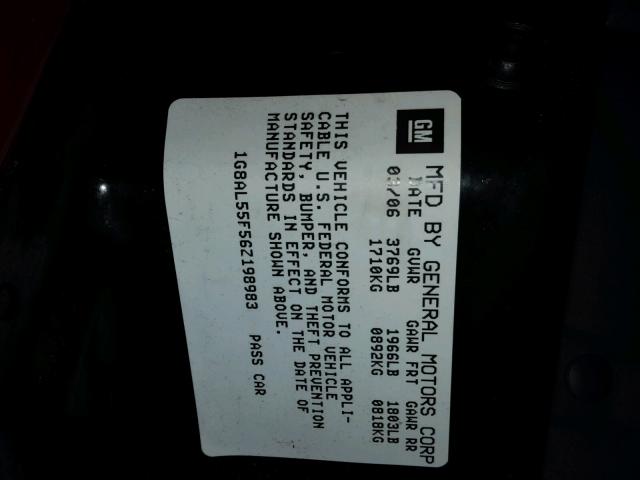 GM
MFD BY GENERAL MOTORS CORP
DATE GVWR GAWR FRT GAWR RR
/06 3769LB 1966LB 1803LB
1710KG 0892KG 0818KG
THIS VEHICLE CONFORMS TO ALL APPLI-
CABLE U.S. FEDERAL MOTOR VEHICLE
SAFETY, BUMPER, AND THEFT PREVENTION
STANDARDS IN EFFECT ON THE DATE OF
MANUFACTURE SHOWN ABOVE.
1G8AL55F56Z198983 PASS CAR